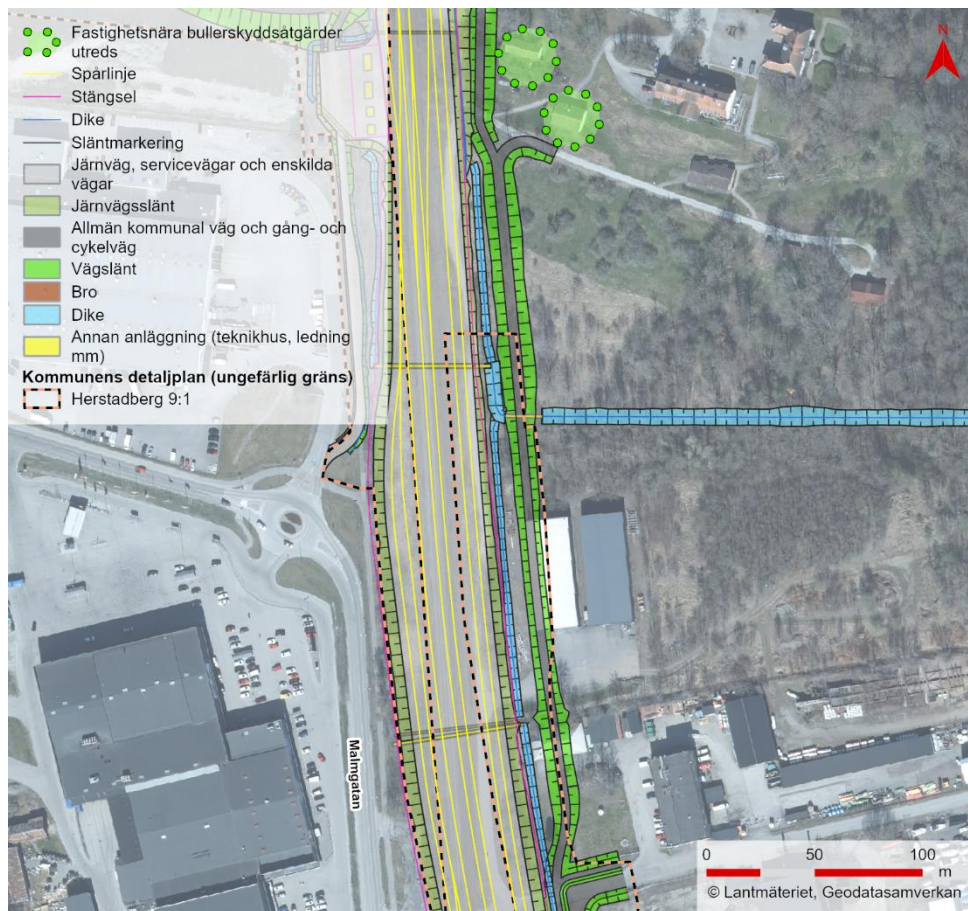 Fastighetsnära bullerskyddsåtgärder
utreds
Spårlinje
Stängsel
Dike
Släntmarkering
Järnväg, servicevägar och enskilda
vägar
Järnvägsslänt
Allmän kommunal väg och gång- och
cykelväg
Vägslänt
Bro
Dike
Annan anläggning (teknikhus, ledning
mm)
Kommunens detaljplan (ungefärlig gräns)
Herstadberg 9:1
N
Malmgatan
0 50 100
m
© Lantmäteriet, Geodatasamverkan